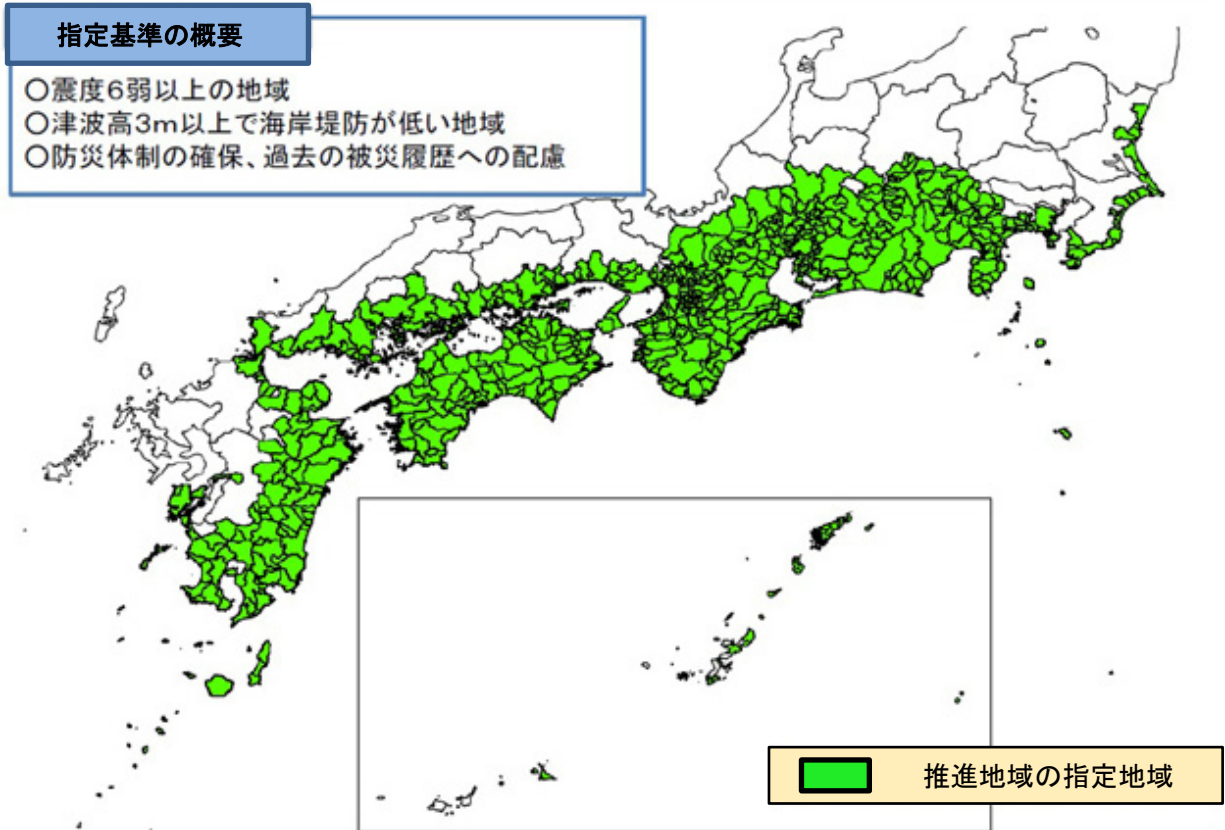 指定基準の概要
○震度6弱以上の地域
○津波高3m以上で海岸堤防が低い地域
○防災体制の確保、過去の被災履歴への配慮
推進地域の指定地域